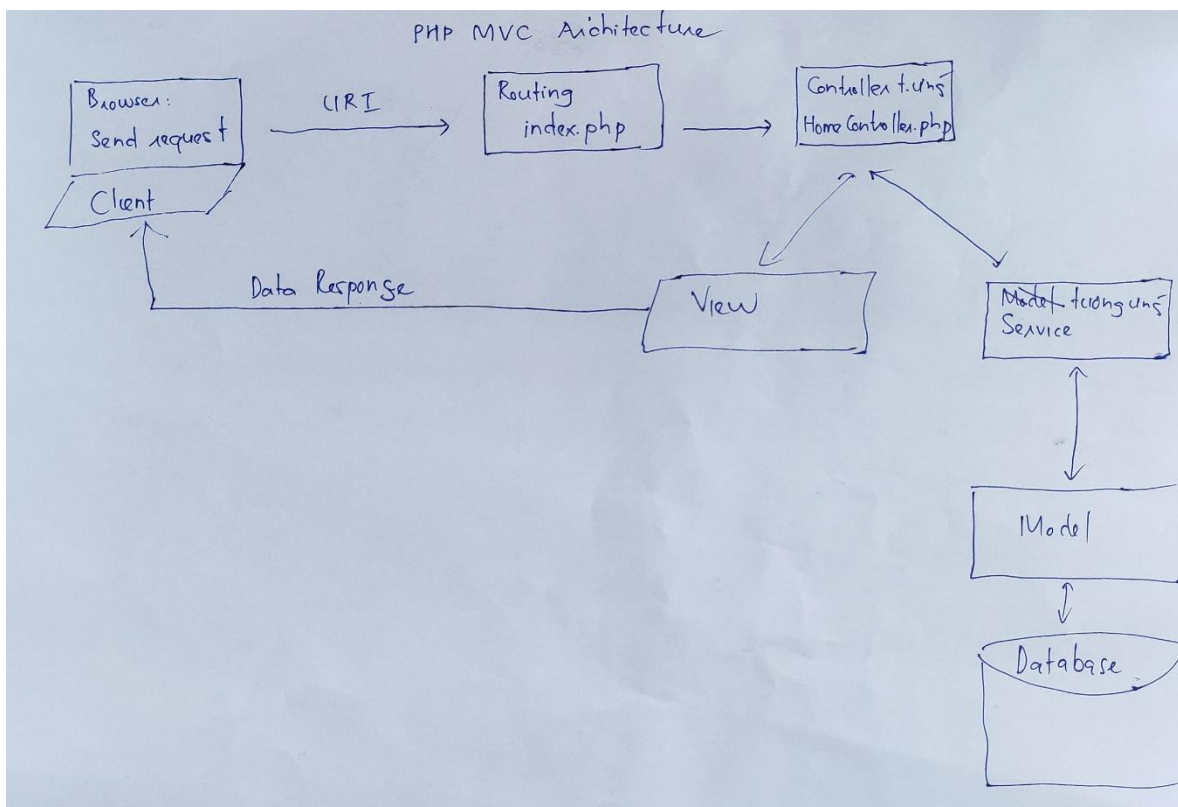 PHP MVC Architecture
Browser:
Send request
Client
URI
Routing
index.php
Controller t.ứng
HomeController.php
Data Response
View
Model tương ứng
Service
Model
Database